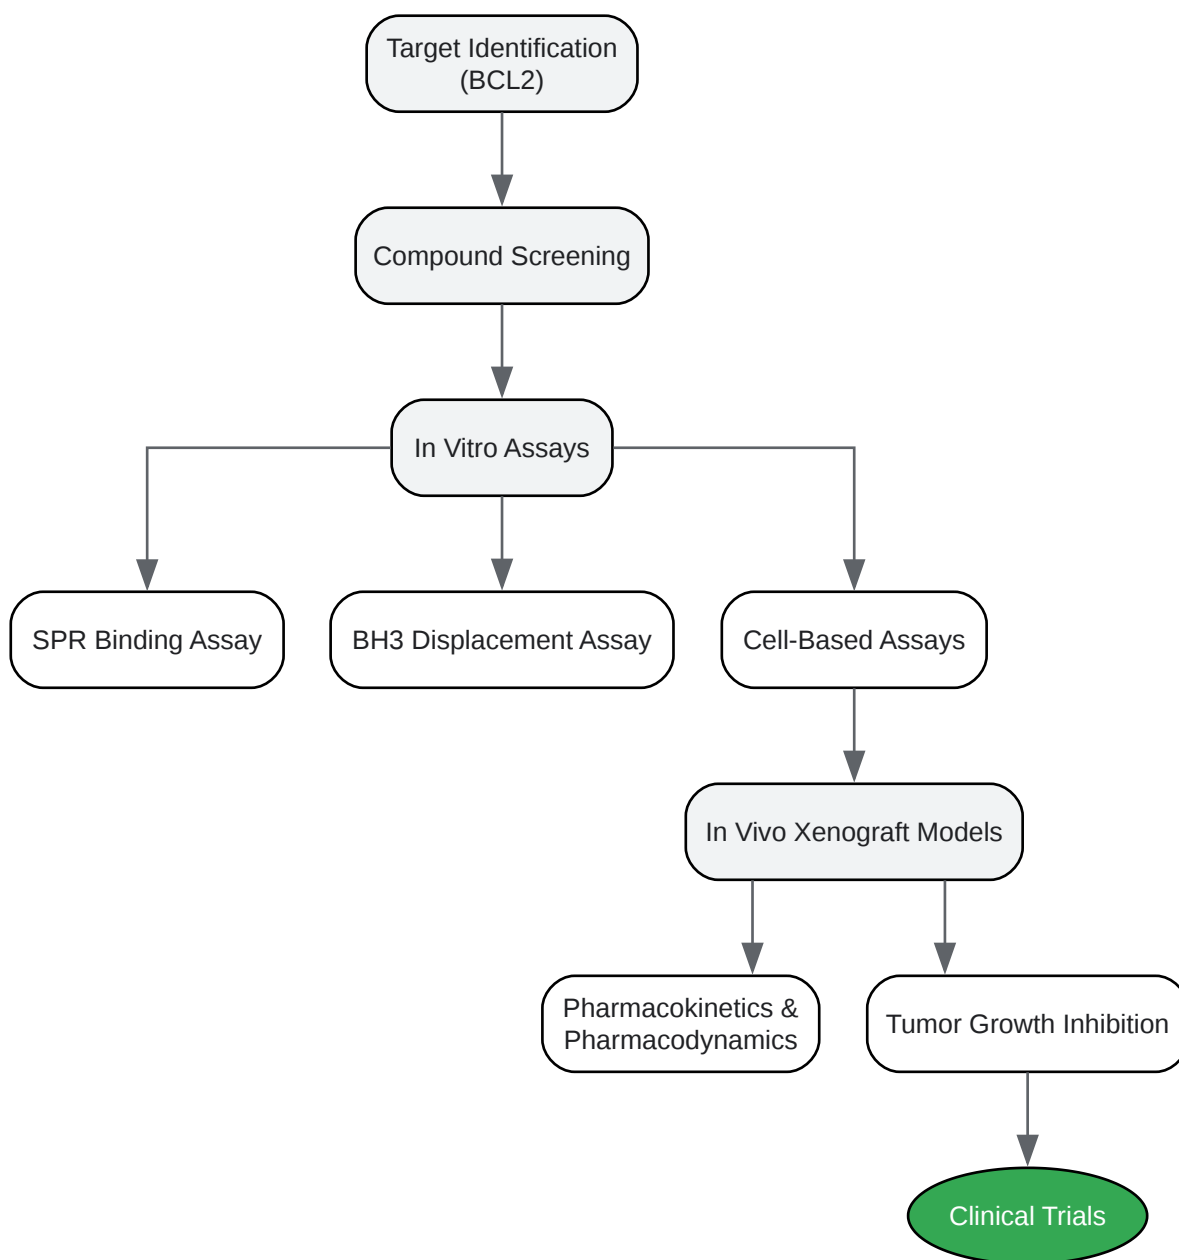 Target Identification
(BCL2)
Compound Screening
In Vitro Assays
SPR Binding Assay
BH3 Displacement Assay
Cell-Based Assays
In Vivo Xenograft Models
Pharmacokinetics &
Pharmacodynamics
Tumor Growth Inhibition
Clinical Trials